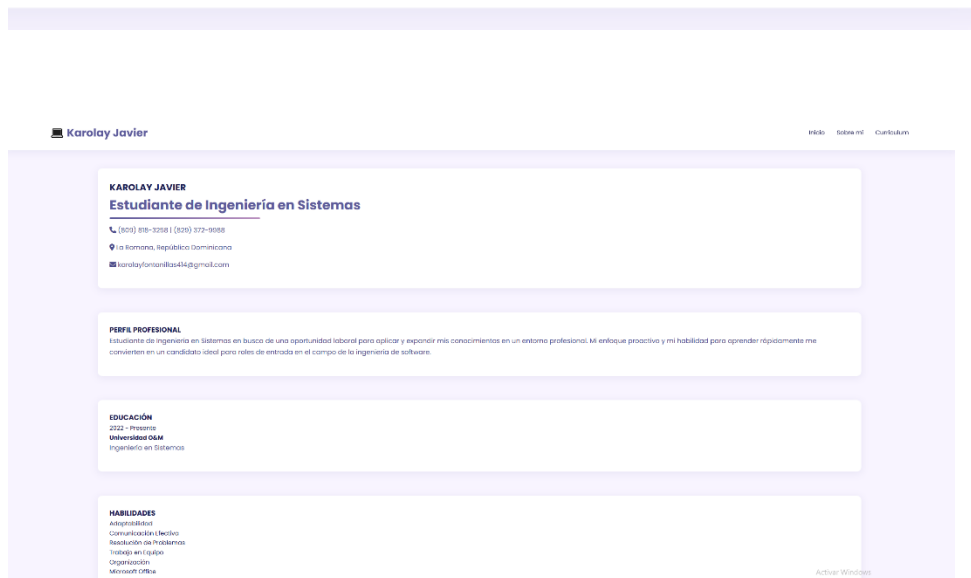 Karolay Javier
Inicio Sobre mí Curriculum
KAROLAY JAVIER
Estudiante de Ingeniería en Sistemas
(809) 818-3258 | (829) 372-9988
La Romana, República Dominicana
karolayfontanillas414@gmail.com
PERFIL PROFESIONAL
Estudiante de Ingeniería en Sistemas en busca de una oportunidad laboral para aplicar y expandir mis conocimientos en un entorno profesional. Mi enfoque proactivo y mi habilidad para aprender rápidamente me
convierten en un candidato ideal para roles de entrada en el campo de la ingeniería de software.
EDUCACIÓN
2022 - Presente
Universidad O&M
Ingeniería en Sistemas
HABILIDADES
Adaptabilidad
Comunicación Efectiva
Resolución de Problemas
Trabajo en Equipo
Organización
Microsoft Office
Activar Windows